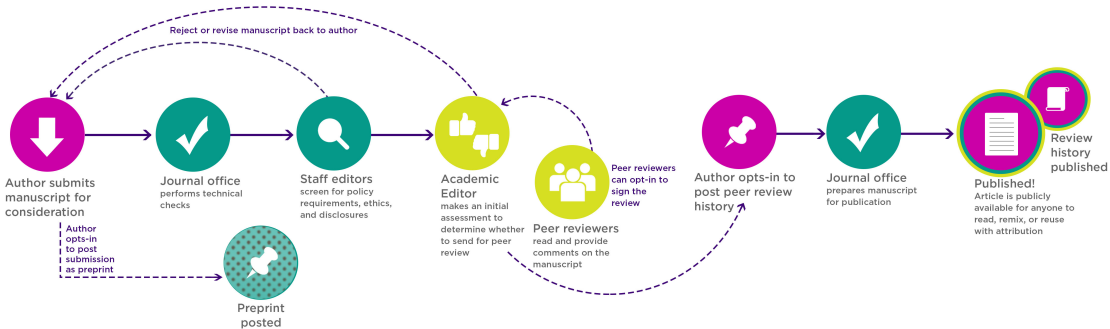 Reject or revise manuscript back to author
Author submits
manuscript for
consideration
Journal office
performs technical
checks
Staff editors
screen for policy
requirements, ethics,
and disclosures
Academic
Editor
makes an initial
assessment to
determine whether
to send for peer
review
Peer reviewers
can opt-in to
sign the
review
Peer reviewers
read and provide
comments on the
manuscript
Author opts-in to
post peer review
history
Journal office
prepares manuscript
for publication
Published!
Article is publicly
available for anyone to
read, remix, or reuse
with attribution
Review
history
published
Author
opts-in
to post
submission
as preprint
Preprint
posted